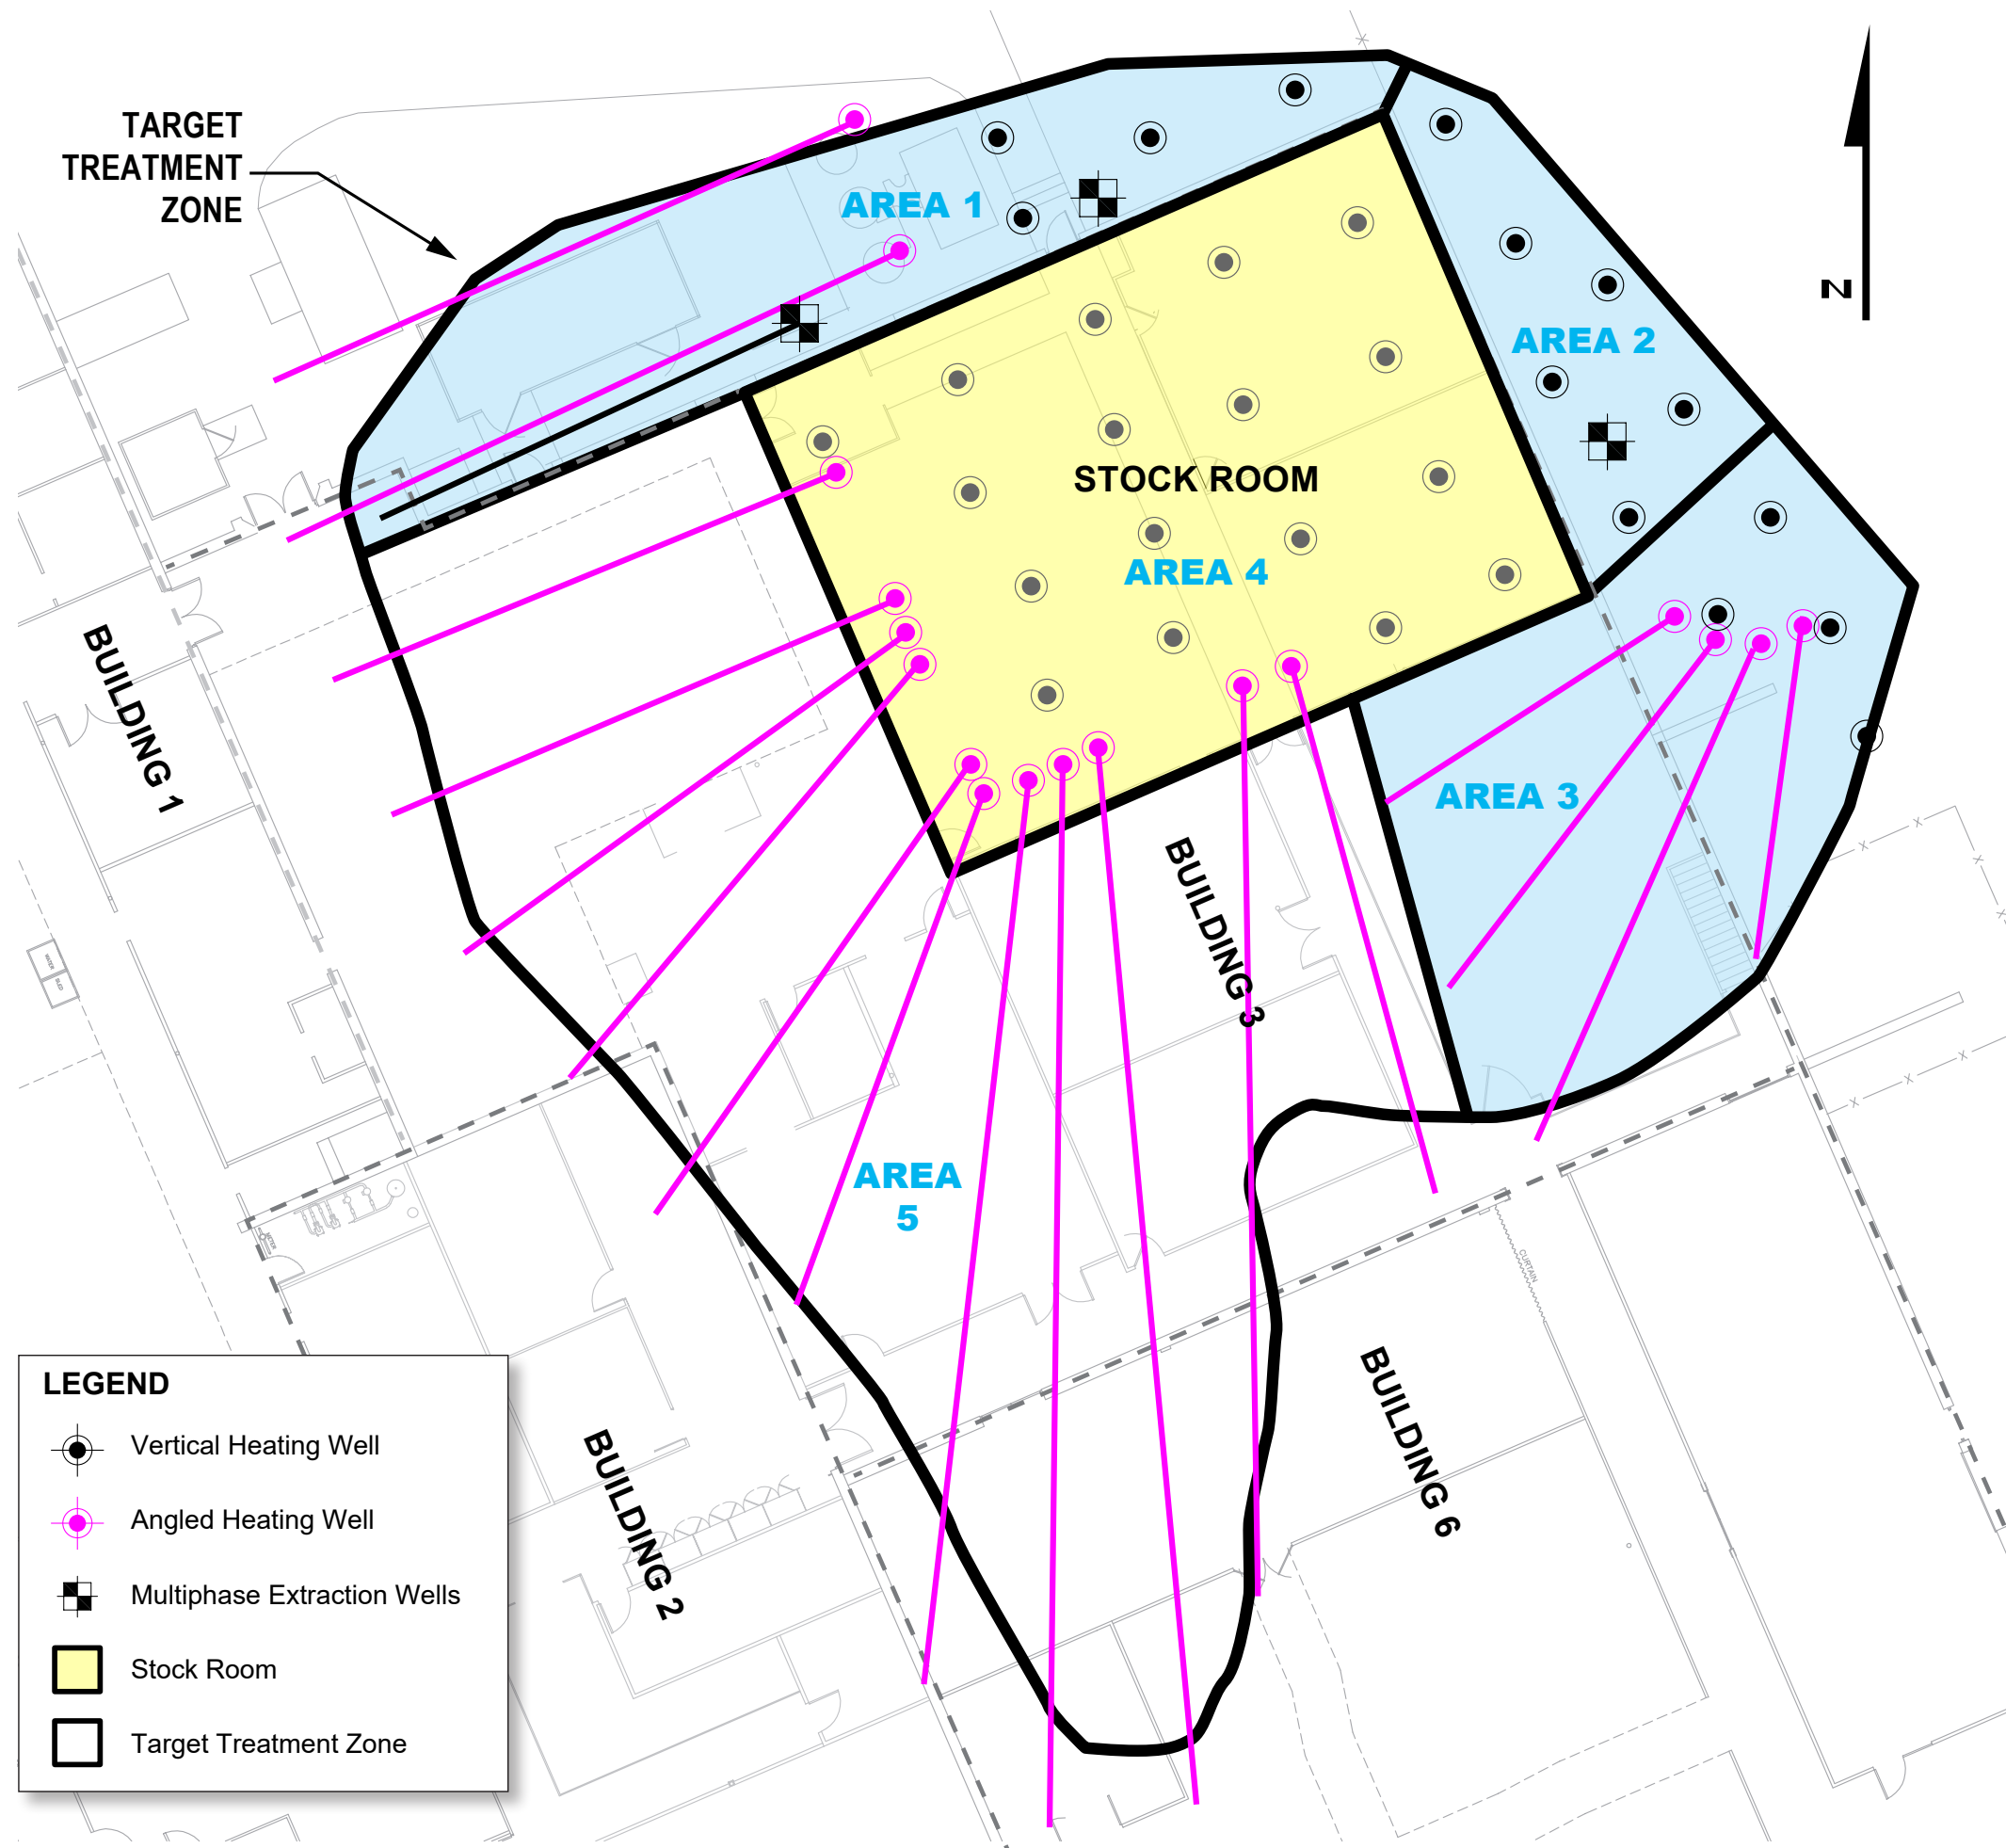 TARGET
TREATMENT
ZONE
AREA 1
N
AREA 2
STOCK ROOM
AREA 4
BUILDING 1
AREA 3
BUILDING 3
AREA
5
CURTAIN
BUILDING 6
BUILDING 2
LEGEND
Vertical Heating Well
Angled Heating Well
Multiphase Extraction Wells
Stock Room
Target Treatment Zone